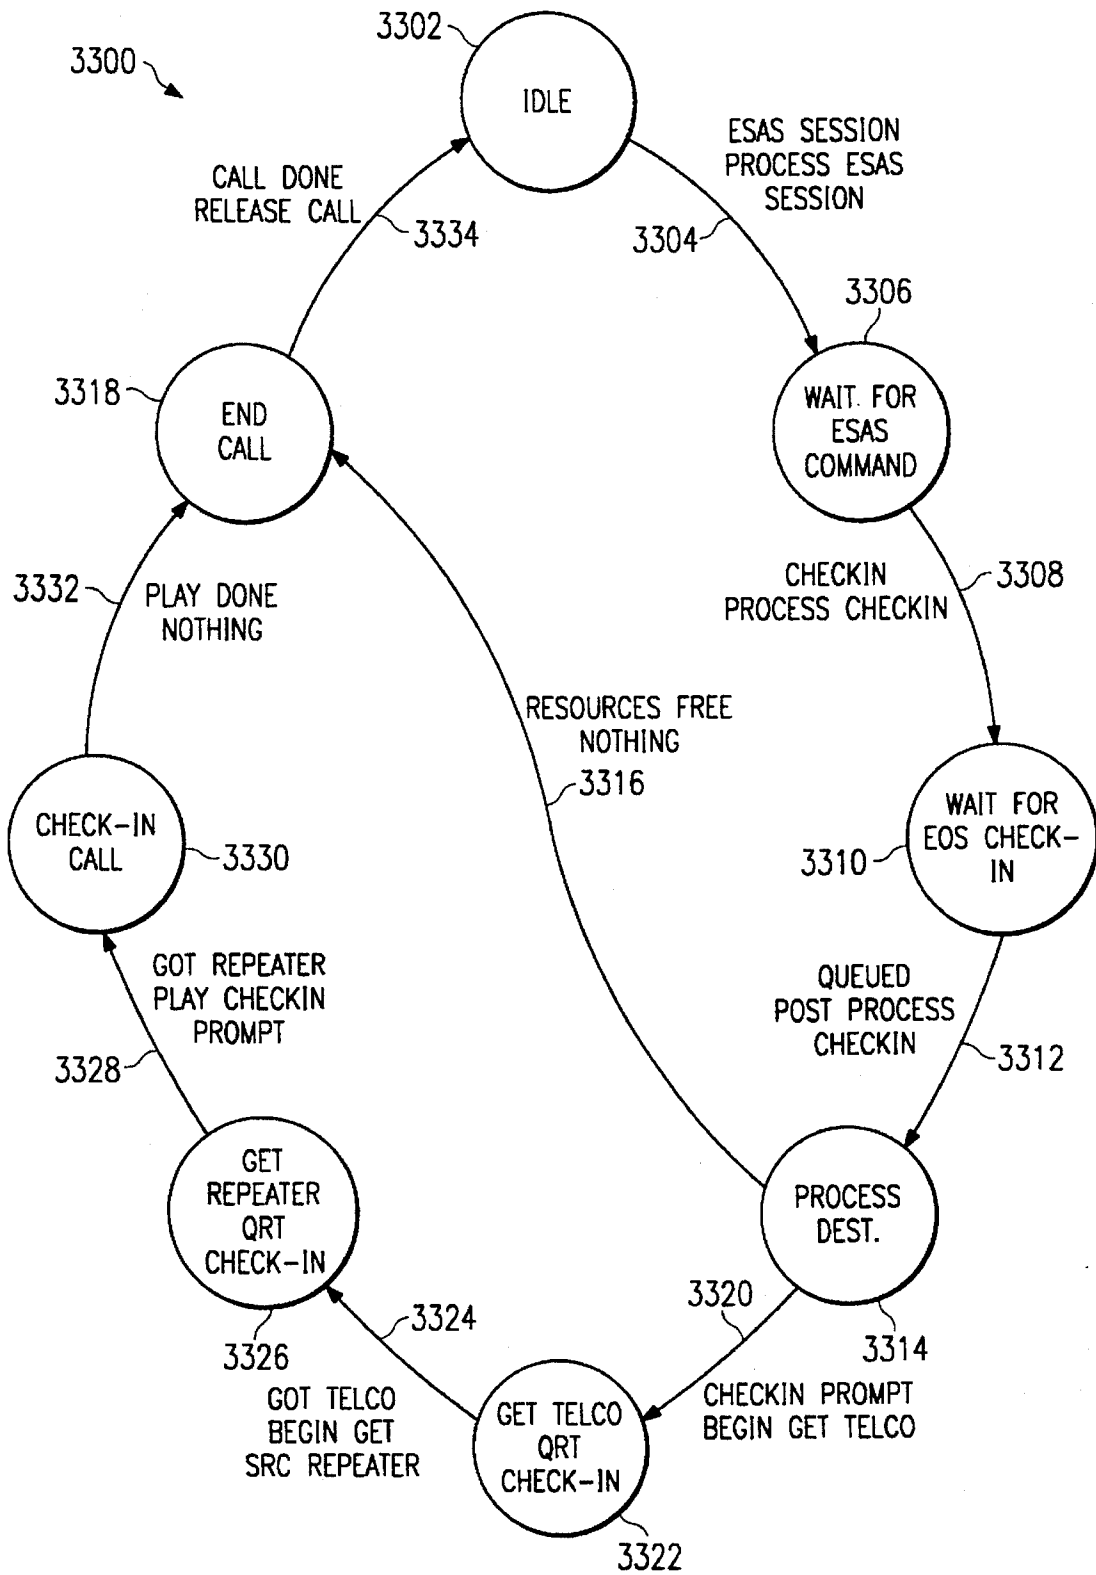 3300
3302
IDLE
ESAS SESSION
PROCESS ESAS
SESSION
3304
CALL DONE
RELEASE CALL
3334
3306
WAIT FOR
ESAS
COMMAND
3318
END
CALL
CHECKIN
PROCESS CHECKIN
3308
3332
PLAY DONE
NOTHING
RESOURCES FREE
NOTHING
3316
WAIT FOR
EOS CHECK-
IN
3310
CHECK-IN
CALL
3330
GOT REPEATER
PLAY CHECKIN
PROMPT
3328
QUEUED
POST PROCESS
CHECKIN
3312
GET
REPEATER
QRT
CHECK-IN
3326
PROCESS
DEST.
3314
3320
CHECKIN PROMPT
BEGIN GET TELCO
3324
GOT TELCO
BEGIN GET
SRC REPEATER
GET TELCO
QRT
CHECK-IN
3322